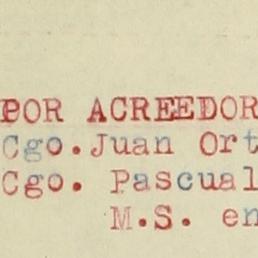 POR ACREEDOR
Cgo. Juan Ort
Cgo. Pascual
M.S. en